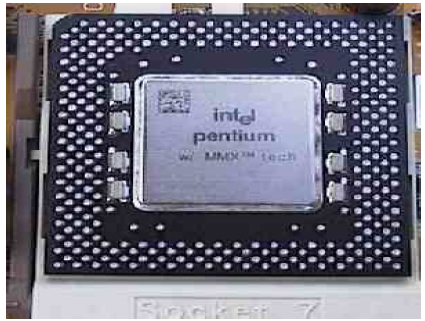 intel
pentium
w/ MMX™ tech
Socket 7